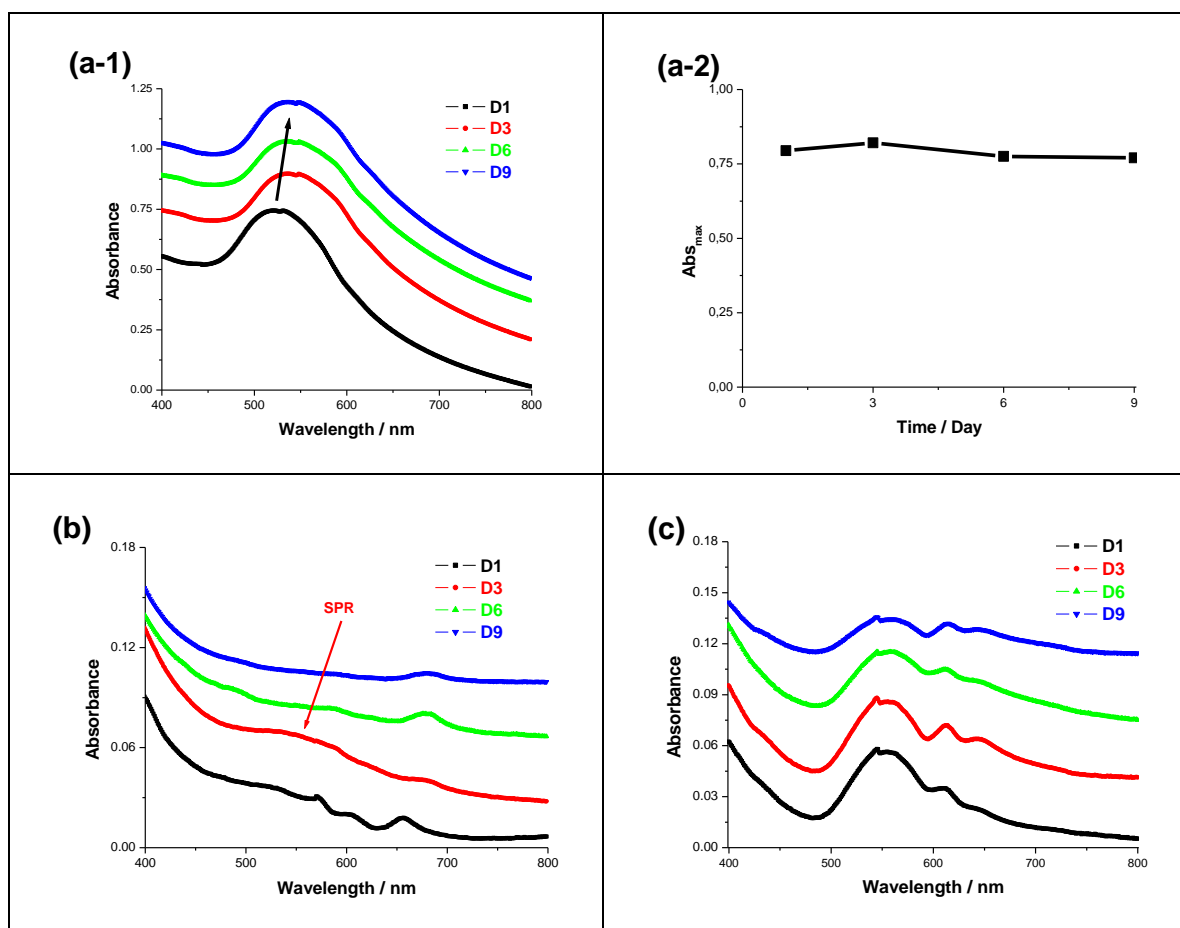 (a-1)
1.25
1.00
0.75
0.50
0.25
0.00
Absorbance
400 500 600 700 800
Wavelength / nm
D1
D3
D6
D9
(a-2)
1,00
0,75
0,50
0,25
0,00
Abs_max
0 3 6 9
Time / Day
(b)
0.18
0.12
0.06
0.00
Absorbance
400 500 600 700 800
Wavelength / nm
SPR
D1
D3
D6
D9
(c)
0.18
0.15
0.12
0.09
0.06
0.03
0.00
Absorbance
400 500 600 700 800
Wavelength / nm
D1
D3
D6
D9